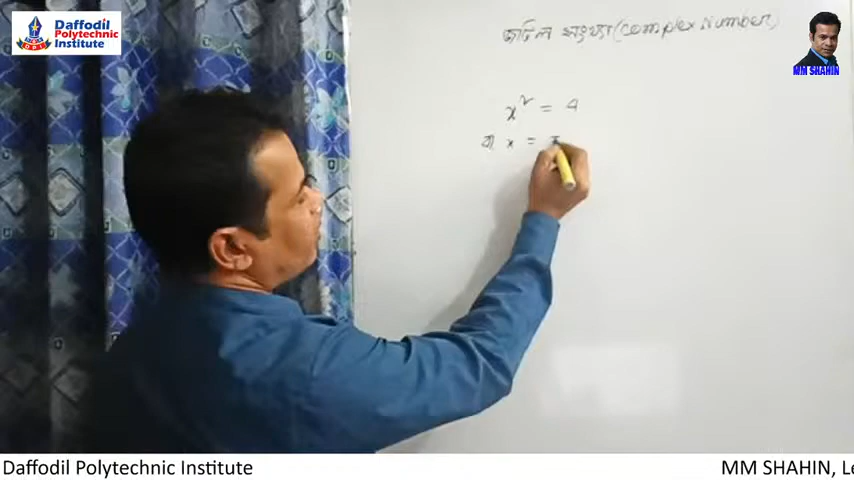 Daffodil
Polytechnic
Institute
জটিল সংখ্যা (complex Number)
MM SHAHIN
x² = 4
বা x =
Daffodil Polytechnic Institute
MM SHAHIN, Le